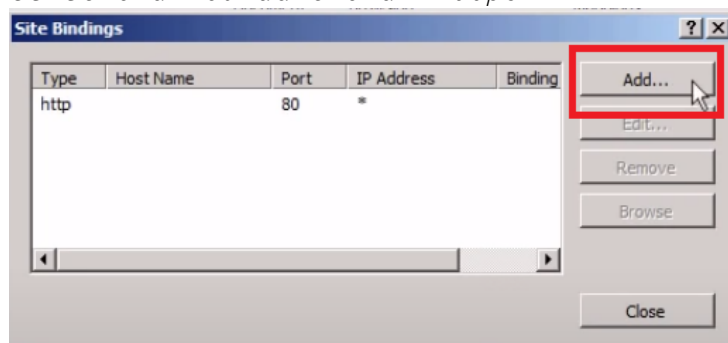 Site Bindings
Type Host Name Port IP Address Binding
http 80 *
Add...
Edit...
Remove
Browse
Close